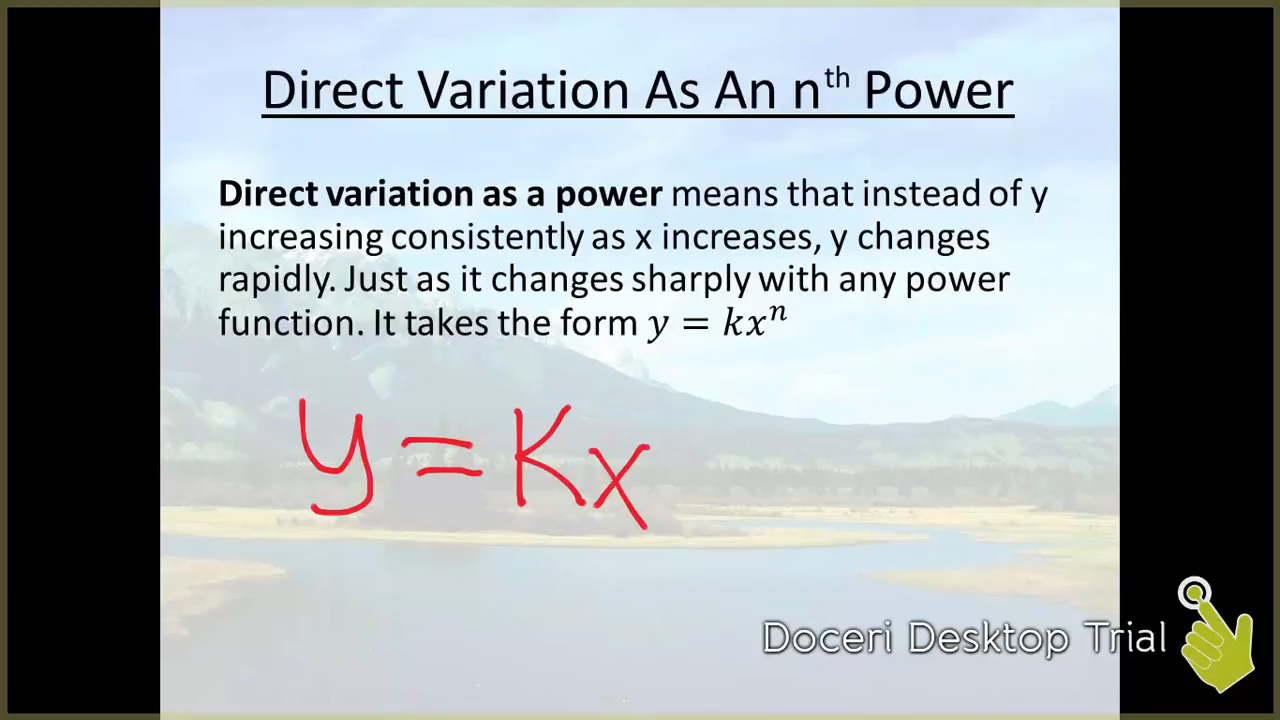 Direct Variation As An nth Power
Direct variation as a power means that instead of y
increasing consistently as x increases, y changes
rapidly. Just as it changes sharply with any power
function. It takes the form y = kxⁿ
y = Kx
Doceri Desktop Trial